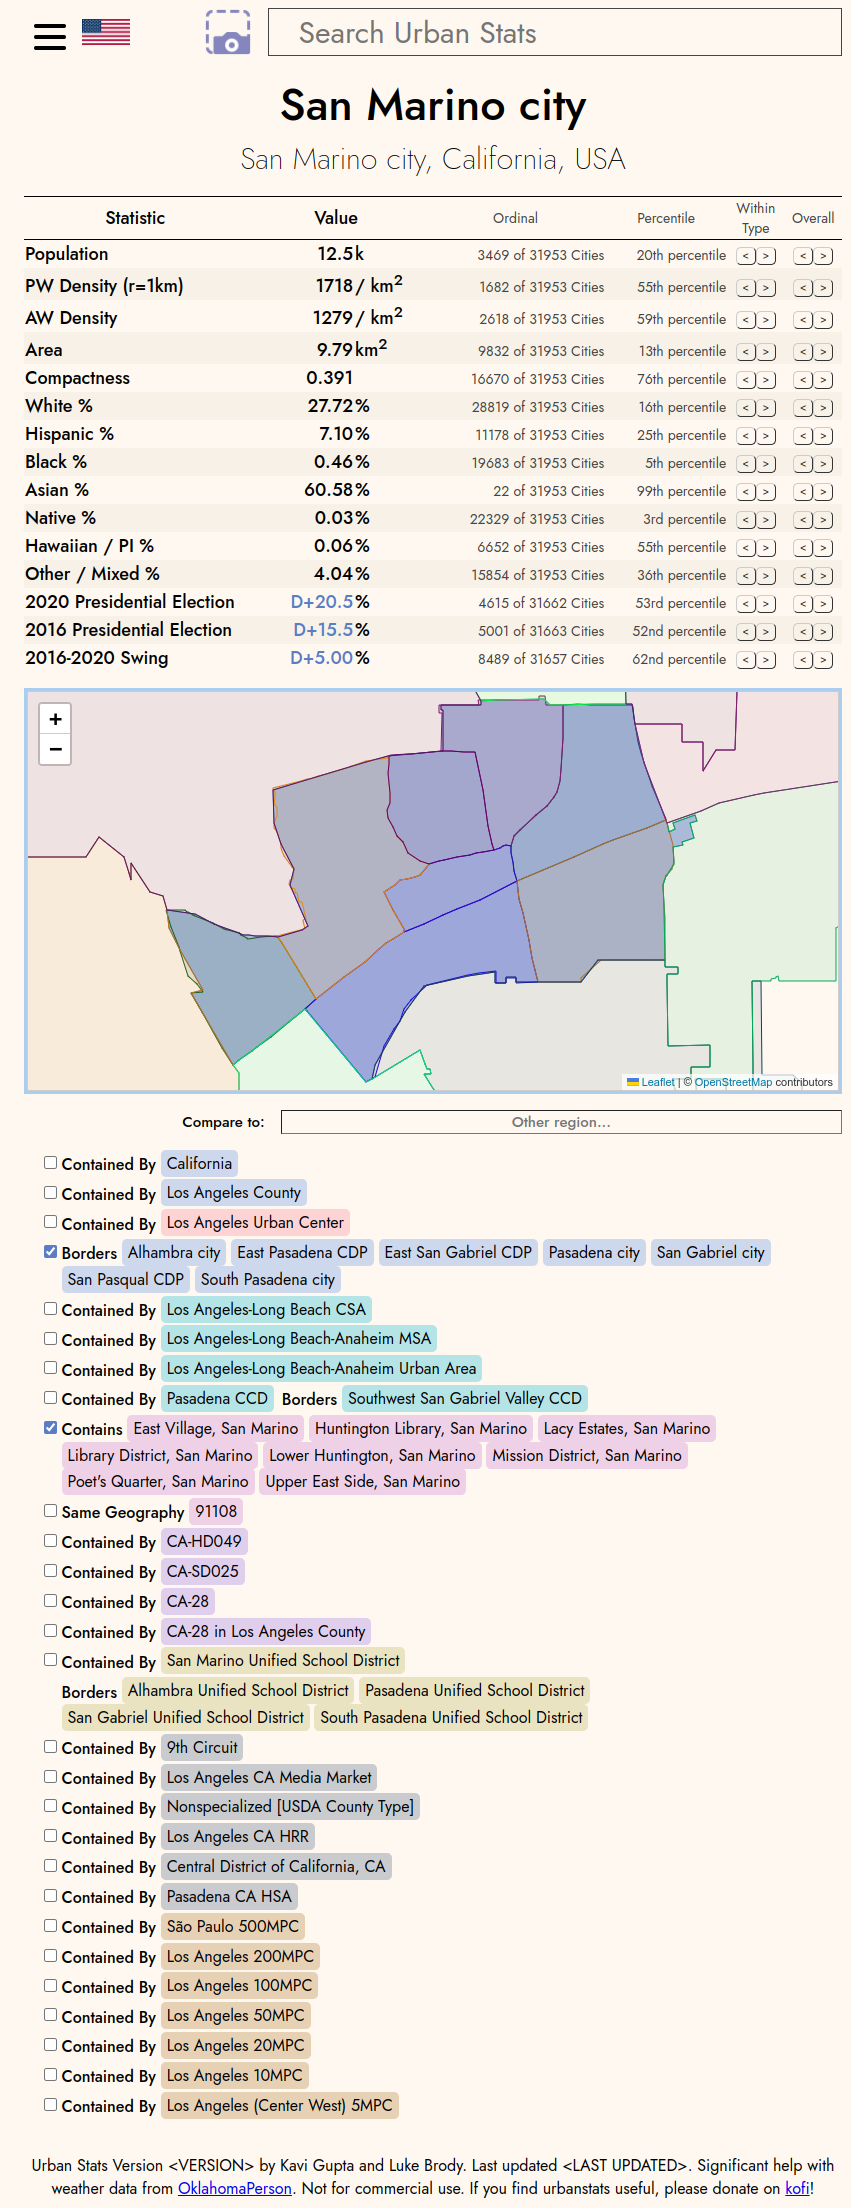 Search Urban Stats
San Marino city
San Marino city, California, USA
Statistic Value Ordinal Percentile Within Type Overall
Population 12.5k 3469 of 31953 Cities 20th percentile < > < >
PW Density (r=1km) 1718 / km2 1682 of 31953 Cities 55th percentile < > < >
AW Density 1279 / km2 2618 of 31953 Cities 59th percentile < > < >
Area 9.79 km2 9832 of 31953 Cities 13th percentile < > < >
Compactness 0.391 16670 of 31953 Cities 76th percentile < > < >
White % 27.72% 28819 of 31953 Cities 16th percentile < > < >
Hispanic % 7.10% 11178 of 31953 Cities 25th percentile < > < >
Black % 0.46% 19683 of 31953 Cities 5th percentile < > < >
Asian % 60.58% 22 of 31953 Cities 99th percentile < > < >
Native % 0.03% 22329 of 31953 Cities 3rd percentile < > < >
Hawaiian / PI % 0.06% 6652 of 31953 Cities 55th percentile < > < >
Other / Mixed % 4.04% 15854 of 31953 Cities 36th percentile < > < >
2020 Presidential Election D+20.5% 4615 of 31662 Cities 53rd percentile < > < >
2016 Presidential Election D+15.5% 5001 of 31663 Cities 52nd percentile < > < >
2016-2020 Swing D+5.00% 8489 of 31657 Cities 62nd percentile < > < >
+
−
Leaflet | © OpenStreetMap contributors
Compare to: Other region...
Contained By California
Contained By Los Angeles County
Contained By Los Angeles Urban Center
Borders Alhambra city East Pasadena CDP East San Gabriel CDP Pasadena city San Gabriel city
San Pasqual CDP South Pasadena city
Contained By Los Angeles-Long Beach CSA
Contained By Los Angeles-Long Beach-Anaheim MSA
Contained By Los Angeles-Long Beach-Anaheim Urban Area
Contained By Pasadena CCD Borders Southwest San Gabriel Valley CCD
Contains East Village, San Marino Huntington Library, San Marino Lacy Estates, San Marino
Library District, San Marino Lower Huntington, San Marino Mission District, San Marino
Poet's Quarter, San Marino Upper East Side, San Marino
Same Geography 91108
Contained By CA-HD049
Contained By CA-SD025
Contained By CA-28
Contained By CA-28 in Los Angeles County
Contained By San Marino Unified School District
Borders Alhambra Unified School District Pasadena Unified School District
San Gabriel Unified School District South Pasadena Unified School District
Contained By 9th Circuit
Contained By Los Angeles CA Media Market
Contained By Nonspecialized [USDA County Type]
Contained By Los Angeles CA HRR
Contained By Central District of California, CA
Contained By Pasadena CA HSA
Contained By São Paulo 500MPC
Contained By Los Angeles 200MPC
Contained By Los Angeles 100MPC
Contained By Los Angeles 50MPC
Contained By Los Angeles 20MPC
Contained By Los Angeles 10MPC
Contained By Los Angeles (Center West) 5MPC
Urban Stats Version <VERSION> by Kavi Gupta and Luke Brody. Last updated <LAST UPDATED>. Significant help with
weather data from OklahomaPerson. Not for commercial use. If you find urbanstats useful, please donate on kofi!